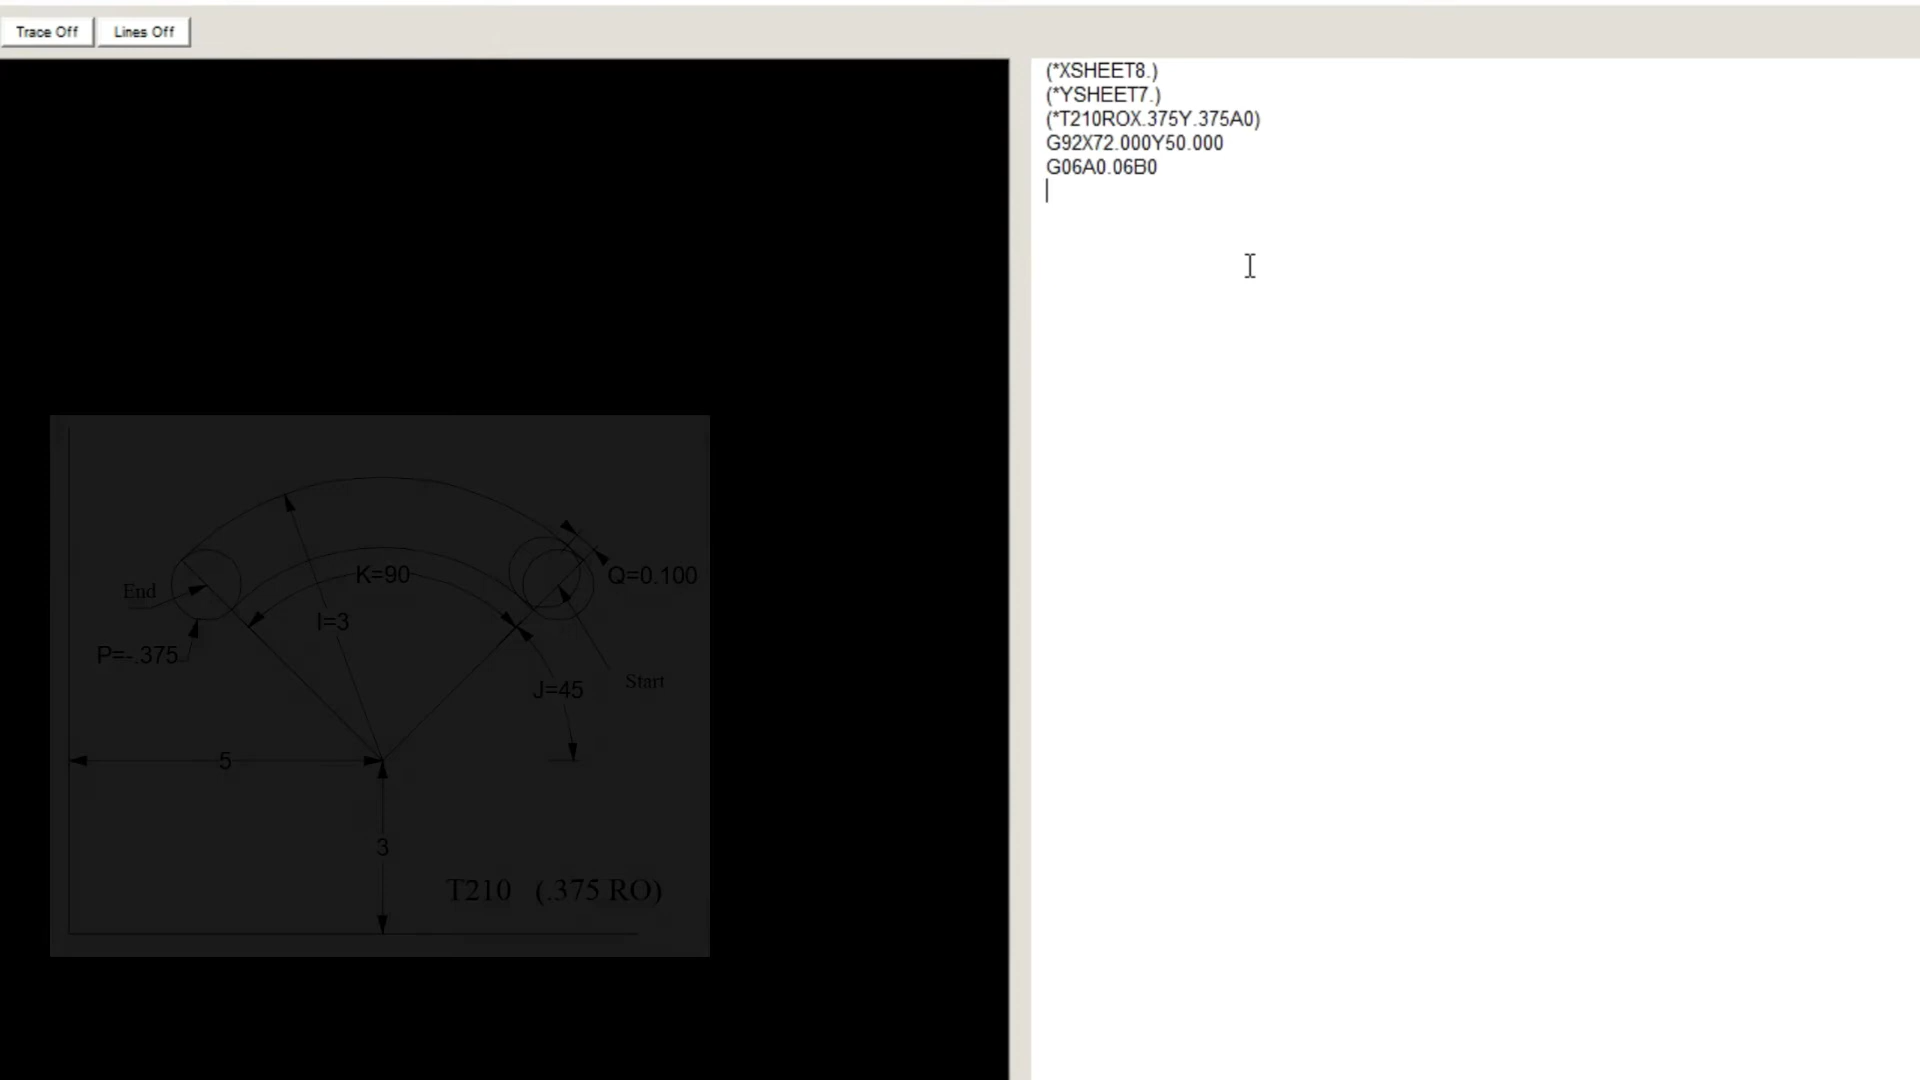 Trace Off
Lines Off
(*XSHEET8.)
(*YSHEET7.)
(*T210ROX.375Y.375A0)
G92X72.000Y50.000
G06A0.06B0
K=90
Q=0.100
End
I=3
P=-.375
Start
J=45
5
3
T210 (.375 RO)